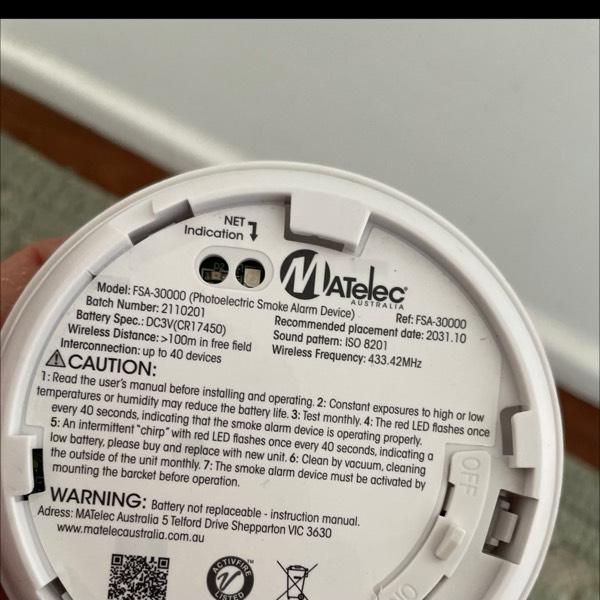 NET
Indication
MATelec
AUSTRALIA
Model: FSA-30000 (Photoelectric Smoke Alarm Device)
Ref: FSA-30000
Batch Number: 2110201
Recommended placement date: 2031.10
Battery Spec.: DC3V(CR17450)
Sound pattern: ISO 8201
Wireless Distance: >100m in free field
Wireless Frequency: 433.42MHz
Interconnection: up to 40 devices
CAUTION:
1: Read the user's manual before installing and operating. 2: Constant exposures to high or low
temperatures or humidity may reduce the battery life. 3: Test monthly. 4: The red LED flashes once
every 40 seconds, indicating that the smoke alarm device is operating properly.
5: An intermittent "chirp" with red LED flashes once every 40 seconds, indicating a
low battery, please buy and replace with new unit. 6: Clean by vacuum, cleaning
the outside of the unit monthly. 7: The smoke alarm device must be activated by
mounting the barcket before operation.
OFF
WARNING: Battery not replaceable - instruction manual.
Adress: MATelec Australia 5 Telford Drive Shepparton VIC 3630
www.matelecaustralia.com.au
ACTIVFIRE
LISTED
ON